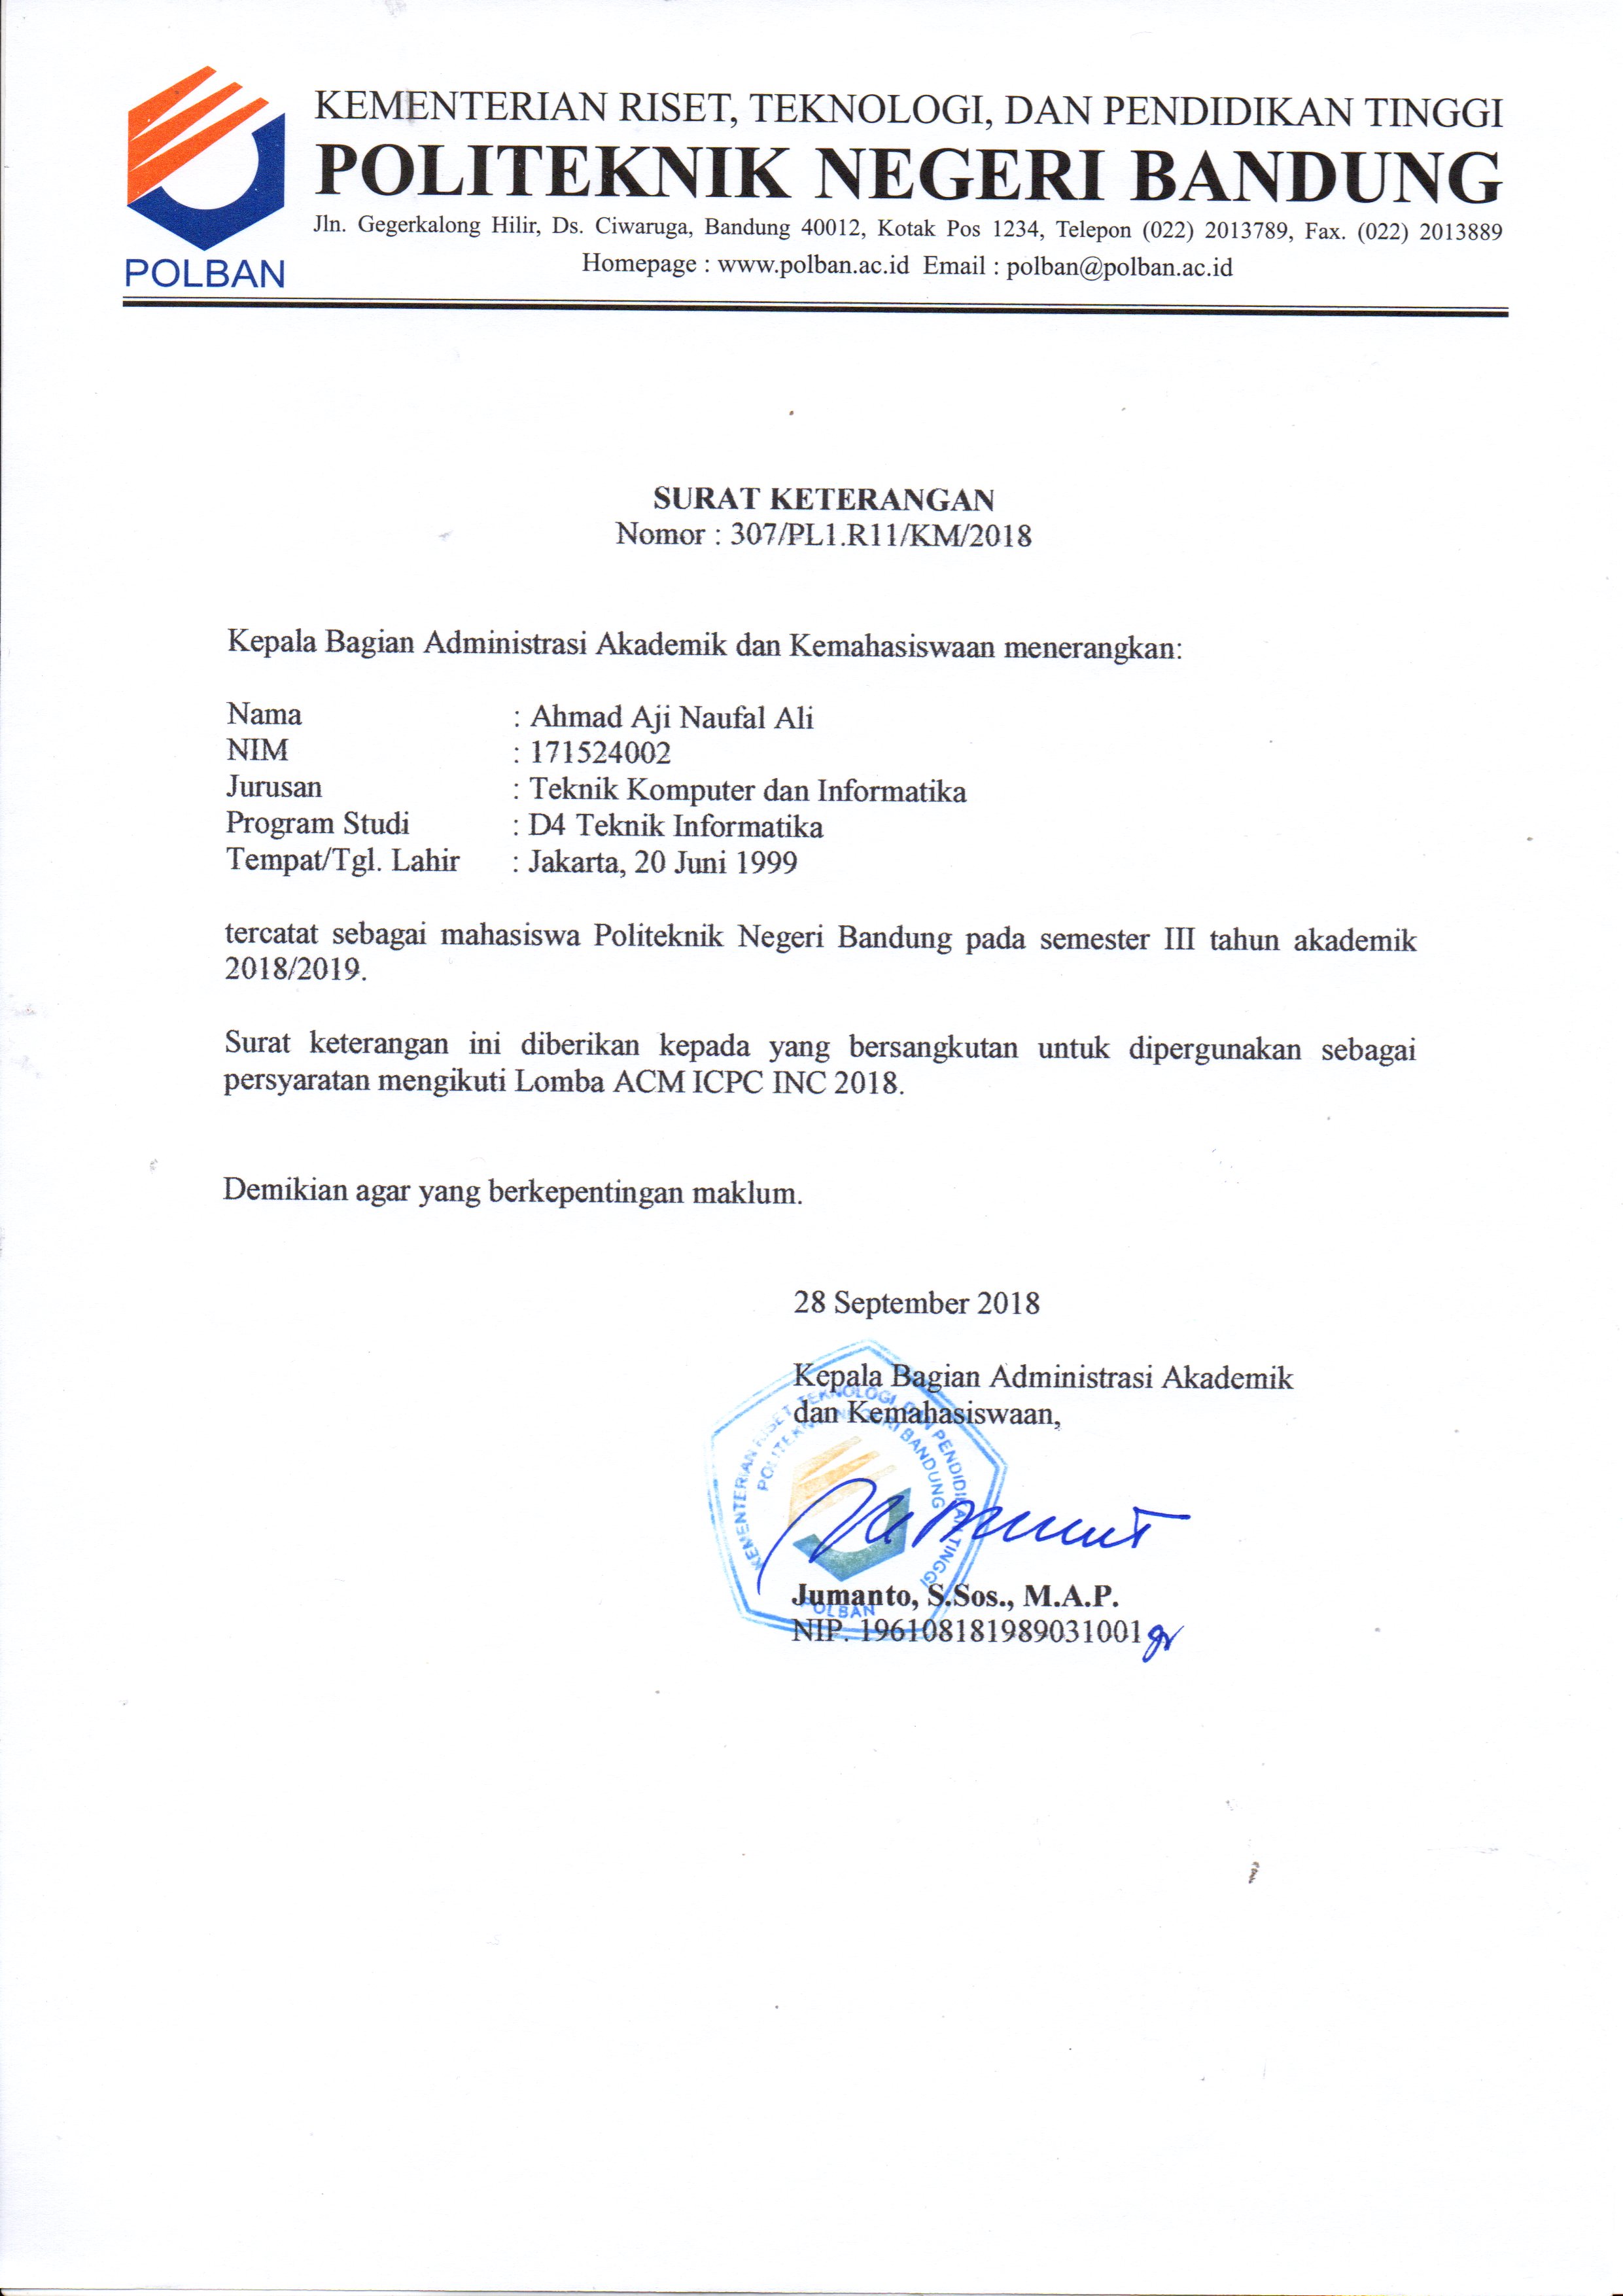 KEMENTERIAN RISET, TEKNOLOGI, DAN PENDIDIKAN TINGGI
POLITEKNIK NEGERI BANDUNG
Jln. Gegerkalong Hilir, Ds. Ciwaruga, Bandung 40012, Kotak Pos 1234, Telepon (022) 2013789, Fax. (022) 2013889
Homepage : www.polban.ac.id Email : polban@polban.ac.id
POLBAN
SURAT KETERANGAN
Nomor : 307/PL1.R11/KM/2018
Kepala Bagian Administrasi Akademik dan Kemahasiswaan menerangkan:
Nama : Ahmad Aji Naufal Ali
NIM : 171524002
Jurusan : Teknik Komputer dan Informatika
Program Studi : D4 Teknik Informatika
Tempat/Tgl. Lahir : Jakarta, 20 Juni 1999
tercatat sebagai mahasiswa Politeknik Negeri Bandung pada semester III tahun akademik
2018/2019.
Surat keterangan ini diberikan kepada yang bersangkutan untuk dipergunakan sebagai
persyaratan mengikuti Lomba ACM ICPC INC 2018.
Demikian agar yang berkepentingan maklum.
28 September 2018
Kepala Bagian Administrasi Akademik
dan Kemahasiswaan,
KEMENTERIAN RISET, TEKNOLOGI, DAN PENDIDIKAN TINGGI
POLITEKNIK NEGERI BANDUNG
Jumanto, S.Sos., M.A.P.
POLBAN
NIP. 196108181989031001